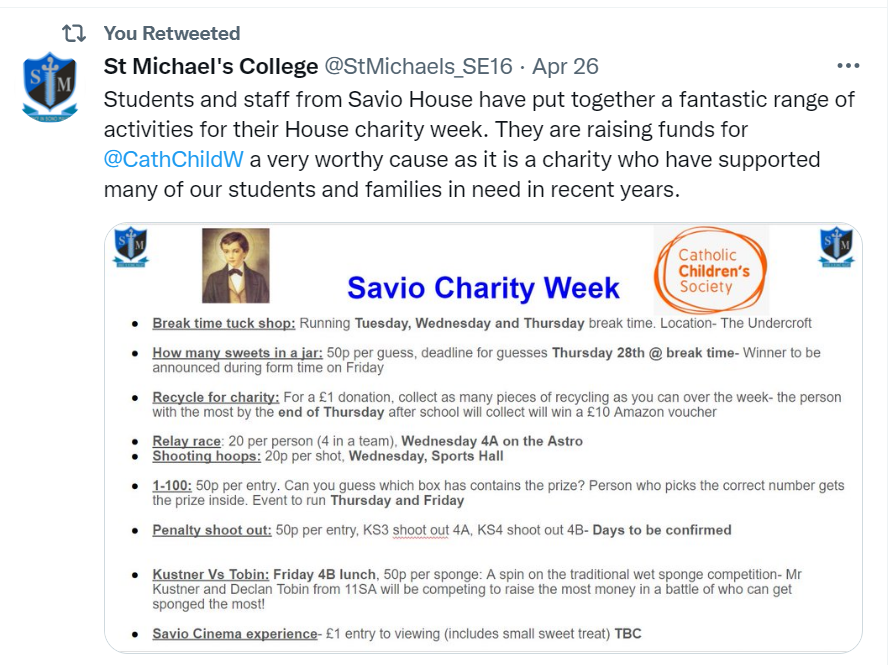 You Retweeted
St Michael's College @StMichaels_SE16 · Apr 26
Students and staff from Savio House have put together a fantastic range of
activities for their House charity week. They are raising funds for
@CathChildW a very worthy cause as it is a charity who have supported
many of our students and families in need in recent years.
S M
S M
Catholic
Children's
Society
S M
Savio Charity Week
• Break time tuck shop: Running Tuesday, Wednesday and Thursday break time. Location- The Undercroft
• How many sweets in a jar: 50p per guess, deadline for guesses Thursday 28th @ break time- Winner to be
announced during form time on Friday
• Recycle for charity: For a £1 donation, collect as many pieces of recycling as you can over the week- the person
with the most by the end of Thursday after school will collect will win a £10 Amazon voucher
• Relay race: 20 per person (4 in a team), Wednesday 4A on the Astro
• Shooting hoops: 20p per shot, Wednesday, Sports Hall
• 1-100: 50p per entry. Can you guess which box has contains the prize? Person who picks the correct number gets
the prize inside. Event to run Thursday and Friday
• Penalty shoot out: 50p per entry, KS3 shoot out 4A, KS4 shoot out 4B- Days to be confirmed
• Kustner Vs Tobin: Friday 4B lunch, 50p per sponge: A spin on the traditional wet sponge competition- Mr
Kustner and Declan Tobin from 11SA will be competing to raise the most money in a battle of who can get
sponged the most!
• Savio Cinema experience- £1 entry to viewing (includes small sweet treat) TBC